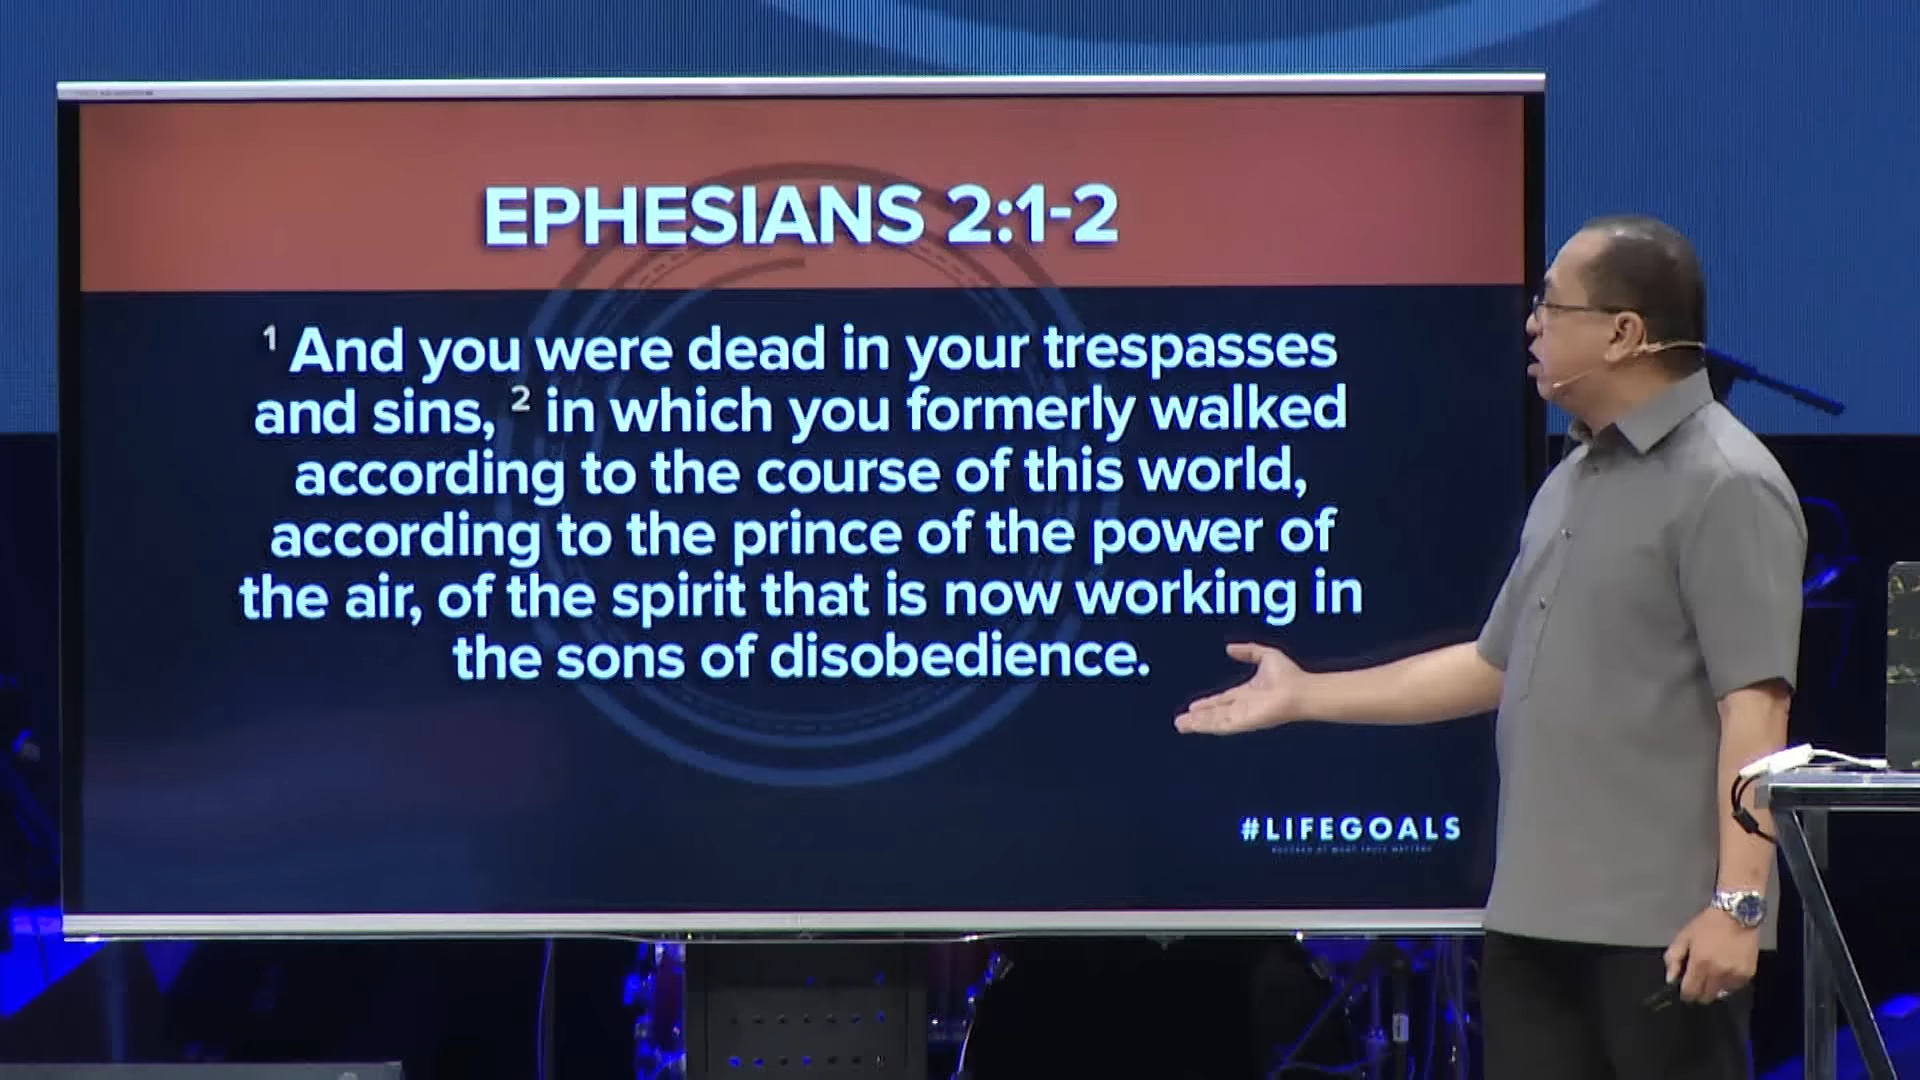 EPHESIANS 2:1-2
¹ And you were dead in your trespasses
and sins, ² in which you formerly walked
according to the course of this world,
according to the prince of the power of
the air, of the spirit that is now working in
the sons of disobedience.
#LIFEGOALS